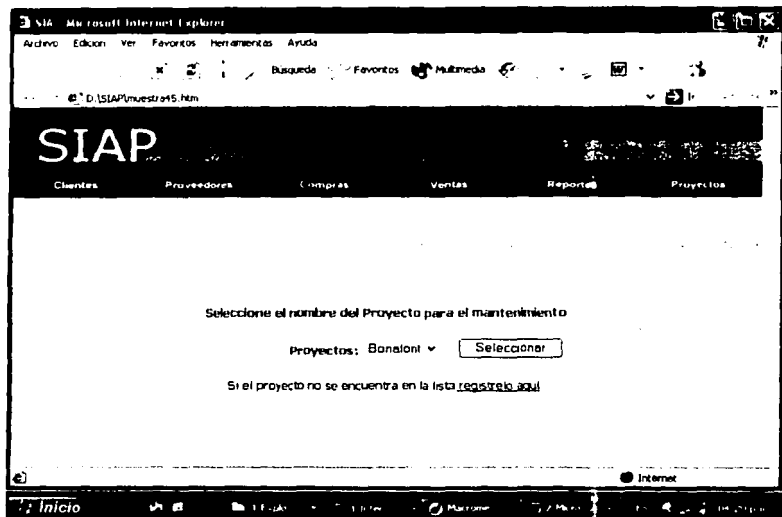 SIA Microsoft Internet Explorer
Archivo Edicion Ver Favoritos Herramientas Ayuda
Búsqueda Favoritos Multimedia
D:\SIAP\muestra45.htm
SIAP
Clientes Proveedores Compras Ventas Reportes Proyectos
Seleccione el nombre del Proyecto para el mantenimiento
Proyectos: Bonafont Seleccionar
Si el proyecto no se encuentra en la lista registrelo aquí
Internet
Inicio